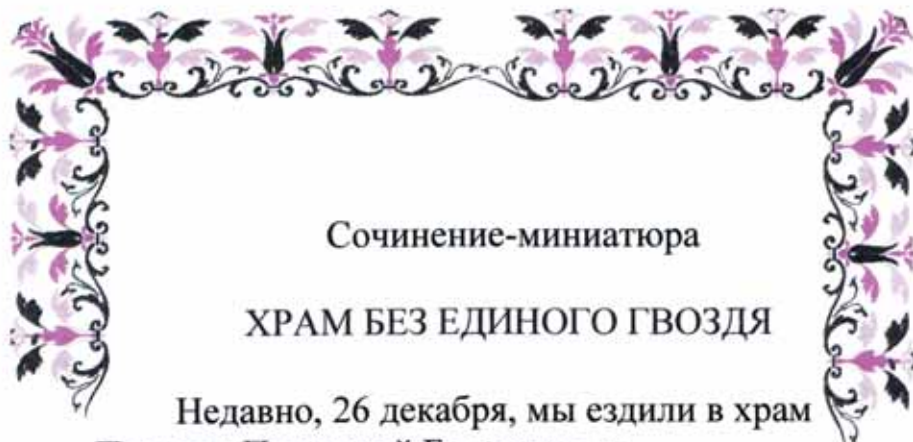 Сочинение-миниатюра
ХРАМ БЕЗ ЕДИНОГО ГВОЗДЯ
Недавно, 26 декабря, мы ездили в храм